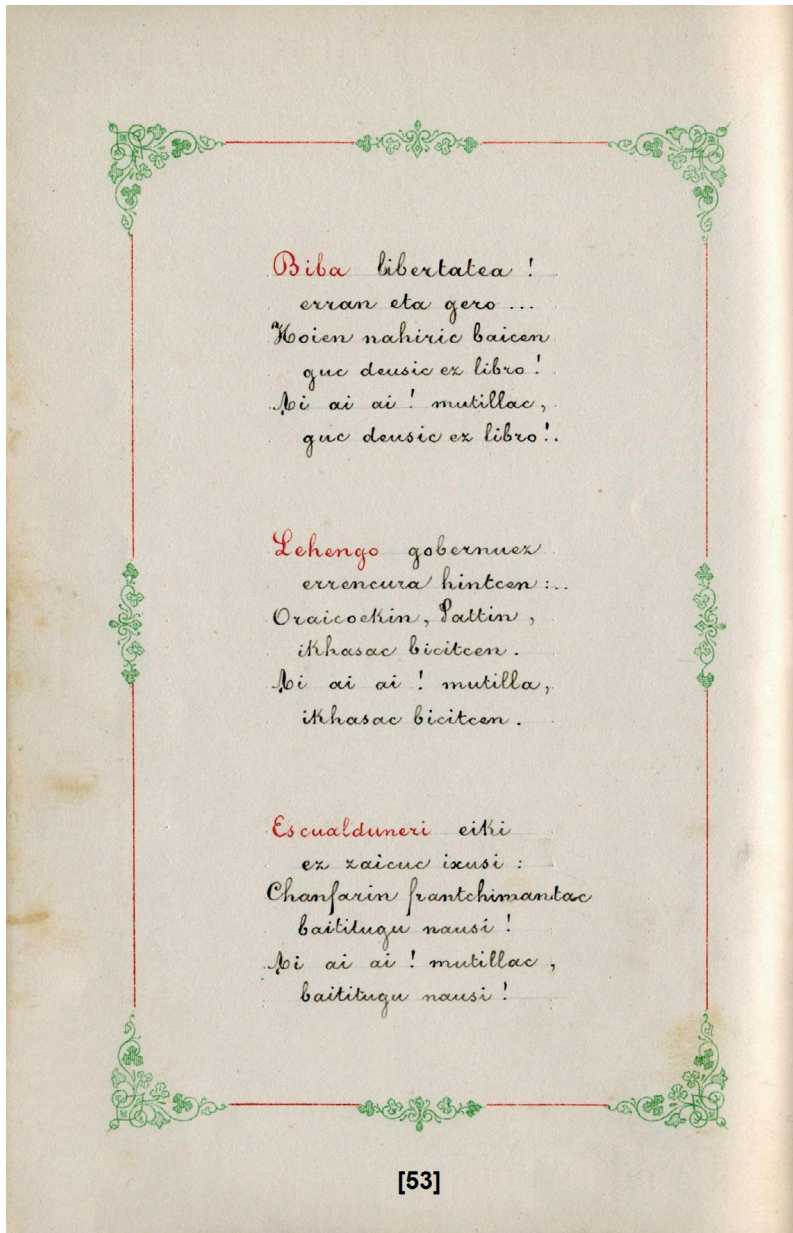 Biba libertatea !
erran eta gero ...
Hoien nahiric baicen
guc deusic ez libro !
Ai ai ai ! mutillac,
guc deusic ez libro !.
Lehengo gobernuez
errencura hintcen :..
Oraicoekin, Pattin,
ikhasac bicitcen.
Ai ai ai ! mutilla,
ikhasac bicitcen.
Escualduneri eiki
ez zaicuc ixusi :
Chanfarin frantchimantac
baititugu nausi !
Ai ai ai ! mutillac,
baititugu nausi !
[53]